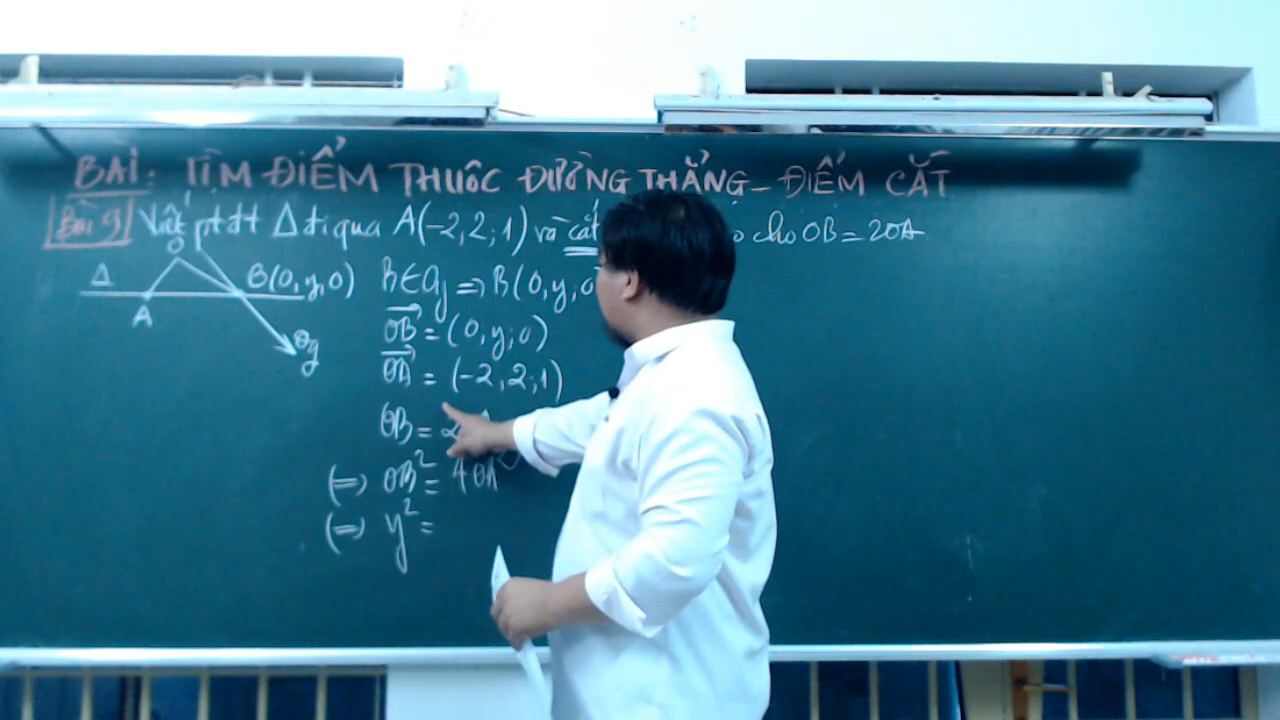 BÀI: TÌM ĐIỂM THUỘC ĐƯỜNG THẲNG - ĐIỂM CẮT
Bài 9 Viết ptđt Δ đi qua A(-2,2;1) và cắt cho OB = 2OA
O
Δ
A
B(0,y,0)
Oy
B∈Oy => B(0,y,0
OB = (0,y;0)
OA = (-2,2;1)
OB =
(=) OB² = 4OA
(=) y² =